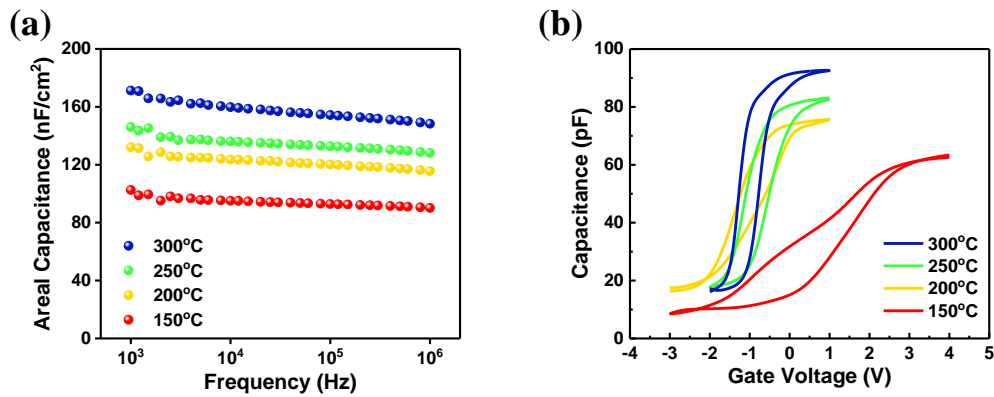 (a)
Areal Capacitance (nF/cm²)
200
160
120
80
40
0
300°C
250°C
200°C
150°C
10³
10⁴
10⁵
10⁶
Frequency (Hz)
(b)
Capacitance (pF)
100
80
60
40
20
0
300°C
250°C
200°C
150°C
-4
-3
-2
-1
0
1
2
3
4
5
Gate Voltage (V)